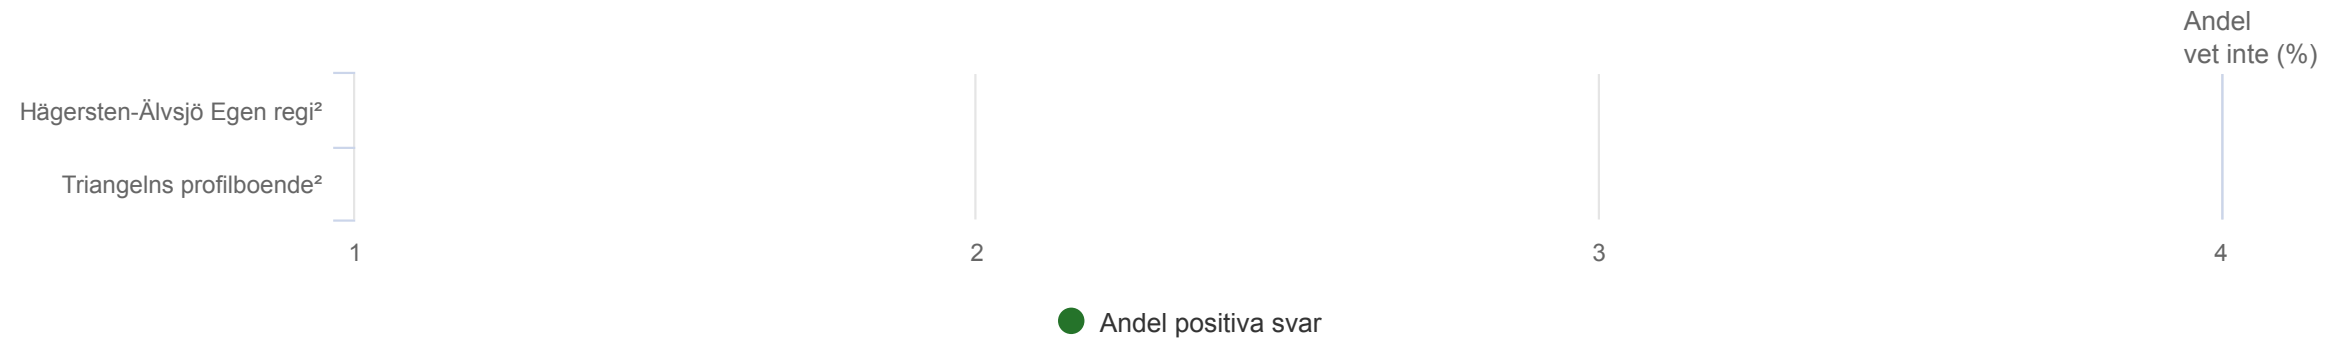 Andel
vet inte (%)
Hägersten-Älvsjö Egen regi²
Triangelns profilboende²
1 2 3 4
Andel positiva svar